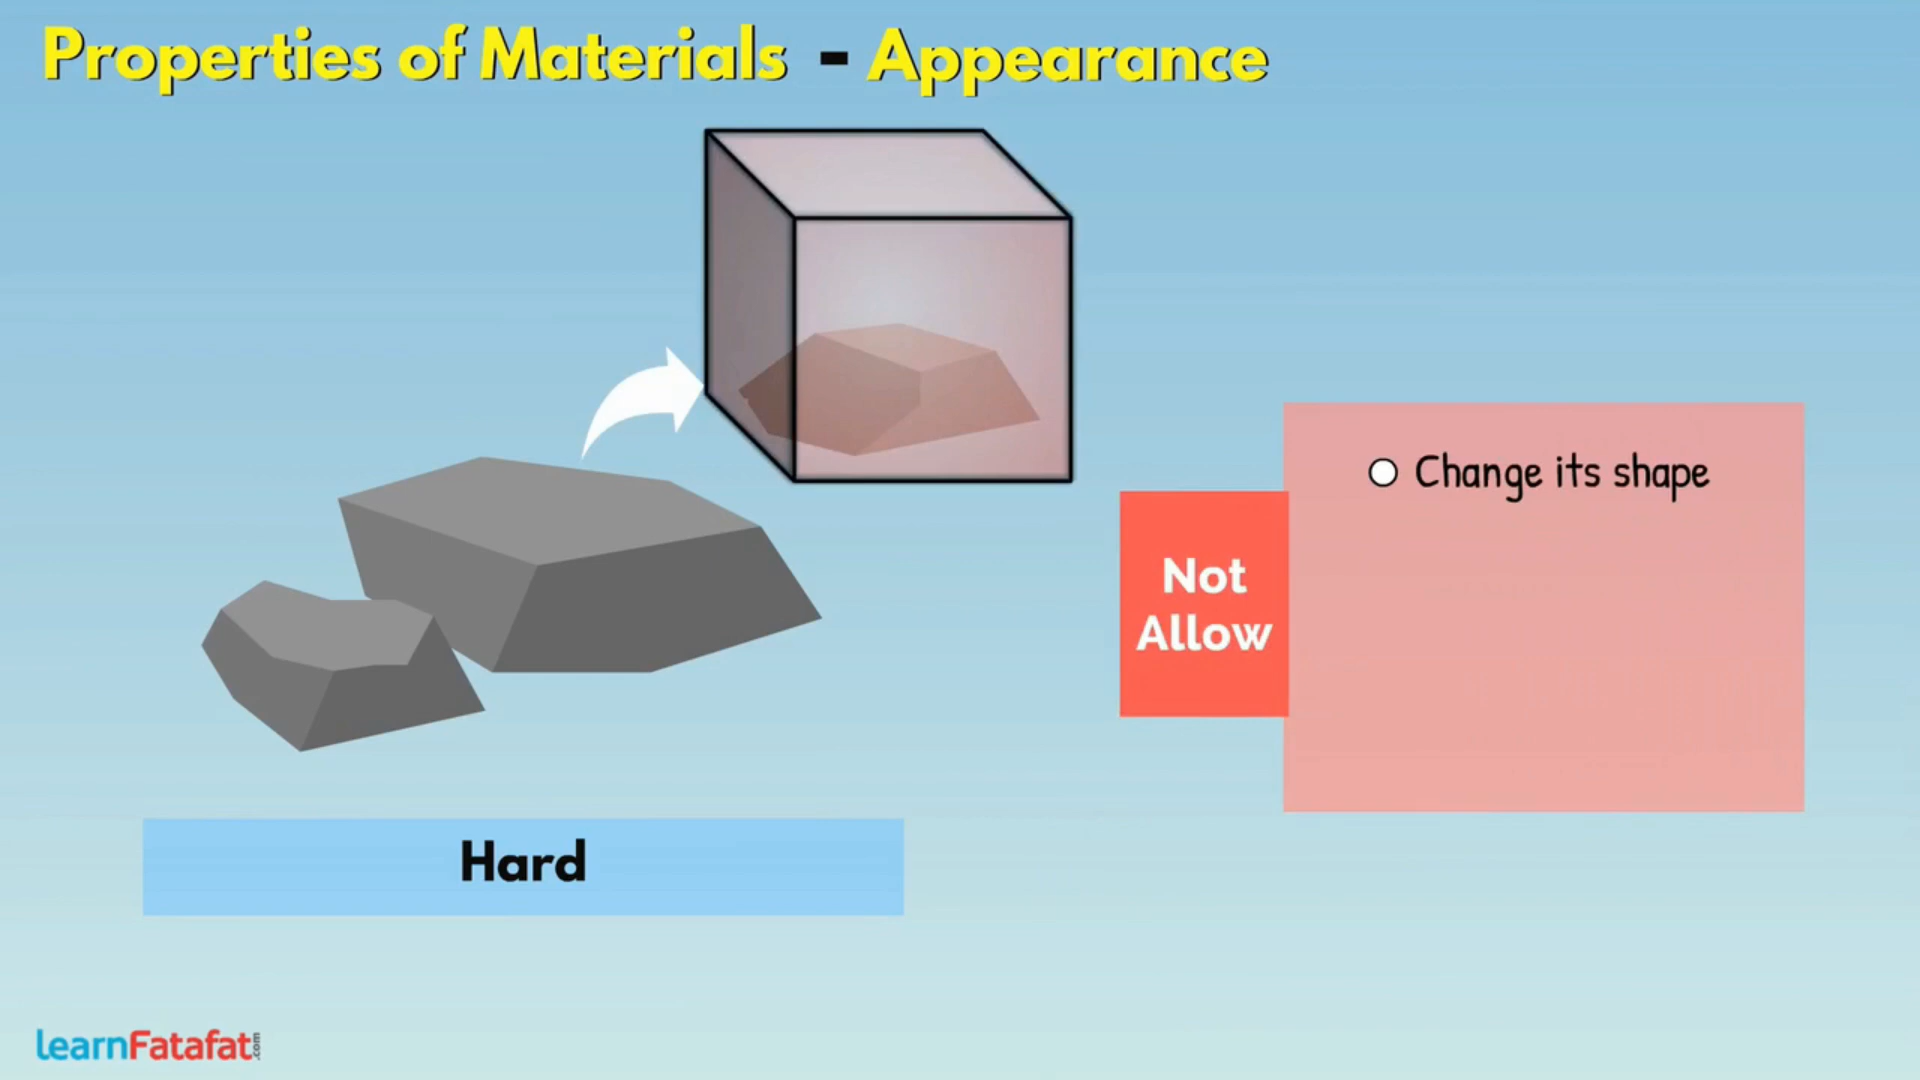 Properties of Materials - Appearance
Change its shape
Not
Allow
Hard
learnFatafat.com